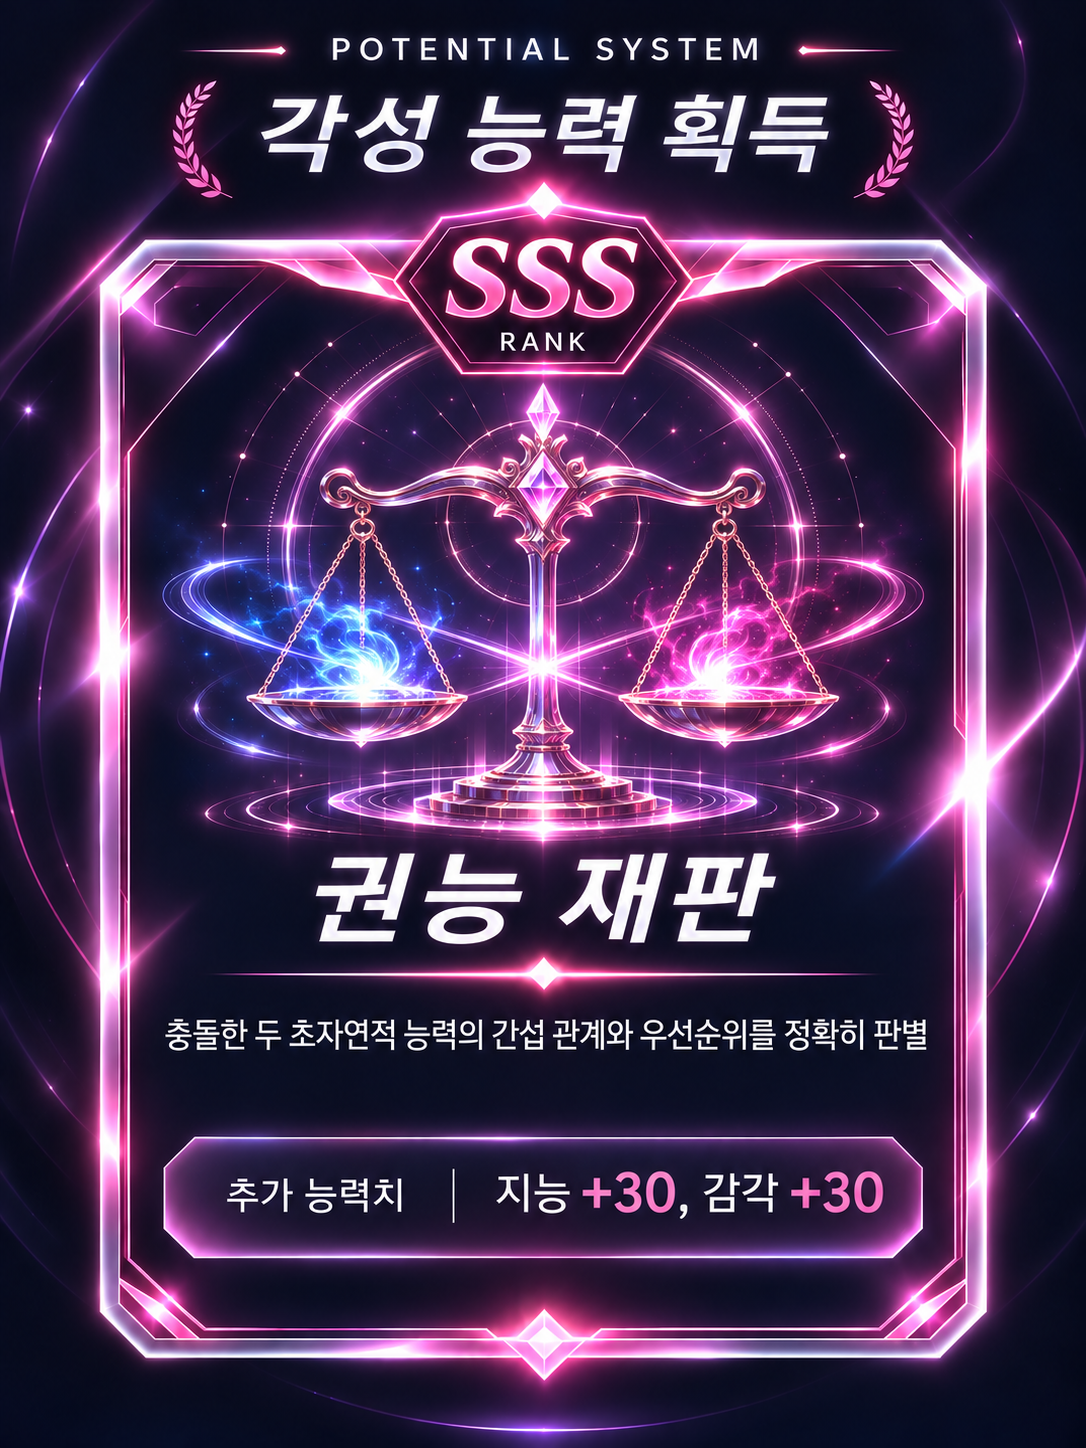 POTENTIAL SYSTEM
각성 능력 획득
SSS
RANK
권능 재판
충돌한 두 초자연적 능력의 간섭 관계와 우선순위를 정확히 판별
추가 능력치 | 지능 +30, 감각 +30